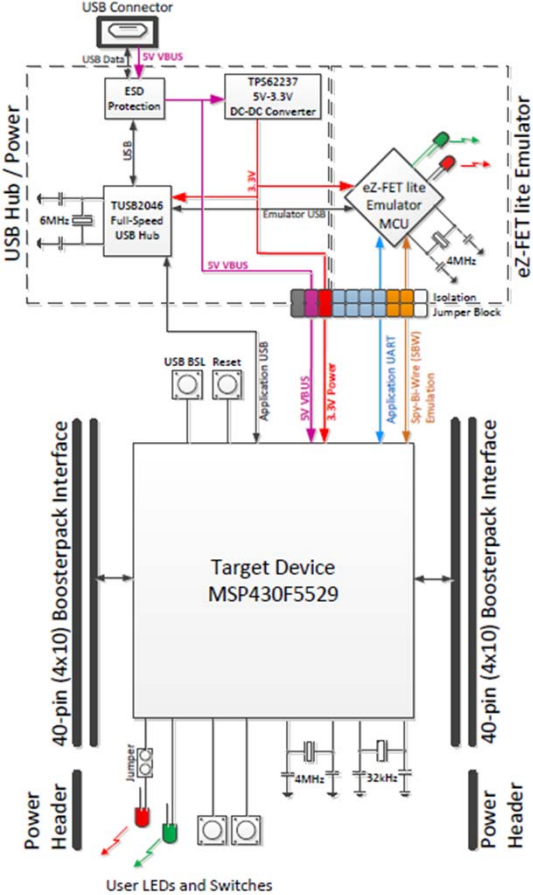 USB Connector
USB Data
5V VBUS
ESD
Protection
TPS62237
5V-3.3V
DC-DC Converter
USB Hub / Power
eZ-FET lite Emulator
USB
3.3V
eZ-FET lite
Emulator
MCU
TUSB2046
Full-Speed
USB Hub
6MHz
Emulator USB
4MHz
5V VBUS
Isolation
Jumper Block
USB BSL
Reset
Application USB
5V VBUS
3.3V Power
Application UART
Spy-Bi-Wire (SBW)
Emulation
40-pin (4x10) Boosterpack Interface
Target Device
MSP430F5529
40-pin (4x10) Boosterpack Interface
Jumper
4MHz
32kHz
Power
Header
Power
Header
User LEDs and Switches